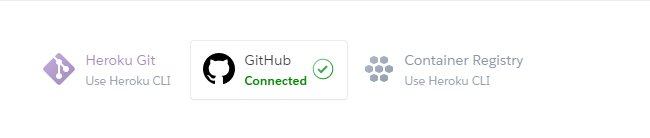 Heroku Git
Use Heroku CLI
GitHub
Connected
Container Registry
Use Heroku CLI